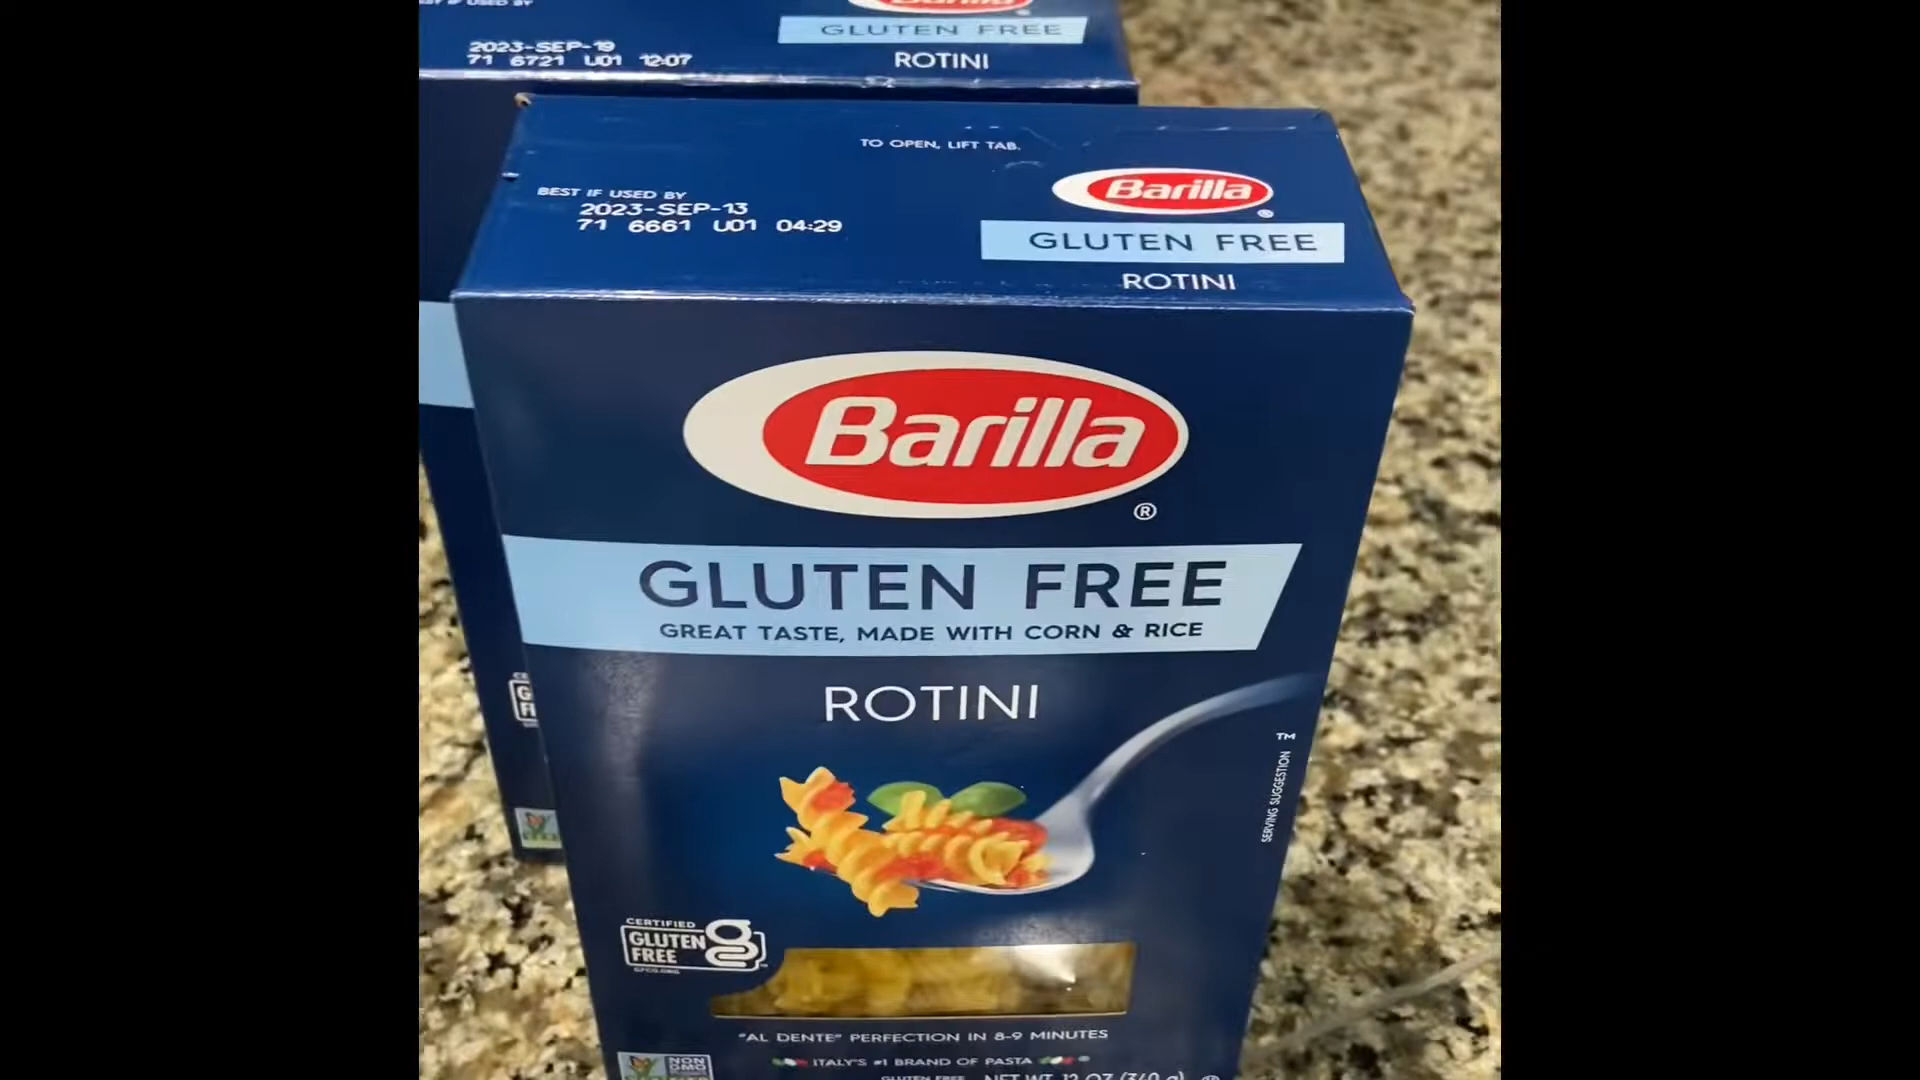 2023-SEP-19
71 6721 U01 12:07
Barilla
GLUTEN FREE
ROTINI
TO OPEN, LIFT TAB.
BEST IF USED BY
2023-SEP-13
71 6661 U01 04:29
Barilla
®
GLUTEN FREE
ROTINI
Barilla
®
GLUTEN FREE
GREAT TASTE, MADE WITH CORN & RICE
ROTINI
TM
SERVING SUGGESTION
CERTIFIED
GLUTEN
FREE
GFCO.ORG
"AL DENTE" PERFECTION IN 8-9 MINUTES
ITALY'S #1 BRAND OF PASTA
NON
GMO
GLUTEN FREE NET WT. 12 OZ (340 g)